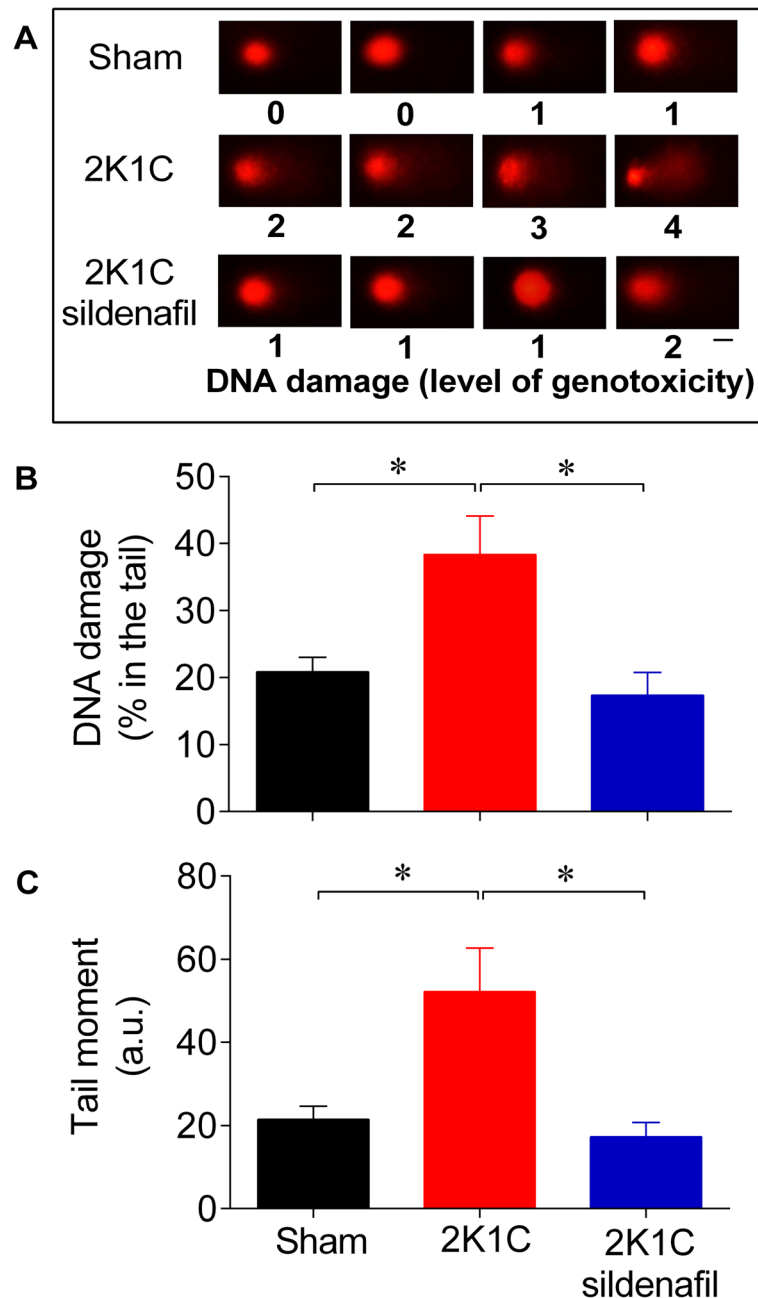 A
Sham
0 0 1 1
2K1C
2 2 3 4
2K1C
sildenafil
1 1 1 2
DNA damage (level of genotoxicity)
B
DNA damage
(% in the tail)
50
40
30
20
10
0
* *
C
Tail moment
(a.u.)
80
60
40
20
0
* *
Sham 2K1C 2K1C
sildenafil